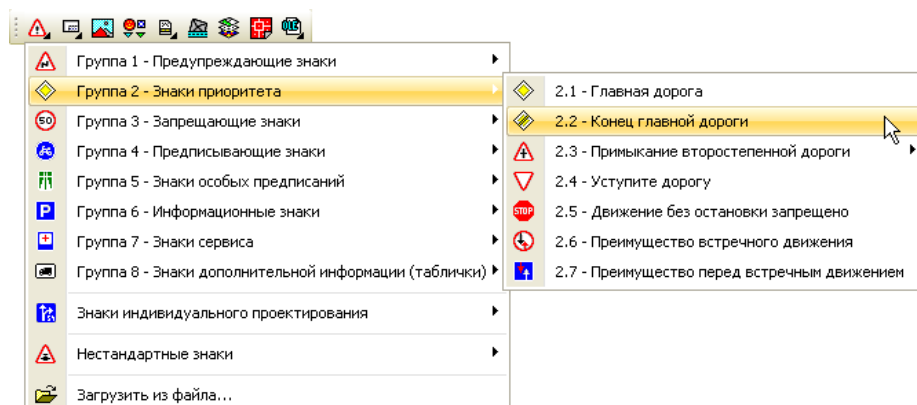 Группа 1 - Предупреждающие знаки
Группа 2 - Знаки приоритета
2.1 - Главная дорога
50
Группа 3 - Запрещающие знаки
2.2 - Конец главной дороги
Группа 4 - Предписывающие знаки
2.3 - Примыкание второстепенной дороги
Группа 5 - Знаки особых предписаний
2.4 - Уступите дорогу
P
Группа 6 - Информационные знаки
STOP
2.5 - Движение без остановки запрещено
Группа 7 - Знаки сервиса
2.6 - Преимущество встречного движения
Группа 8 - Знаки дополнительной информации (таблички)
2.7 - Преимущество перед встречным движением
Знаки индивидуального проектирования
Нестандартные знаки
Загрузить из файла...